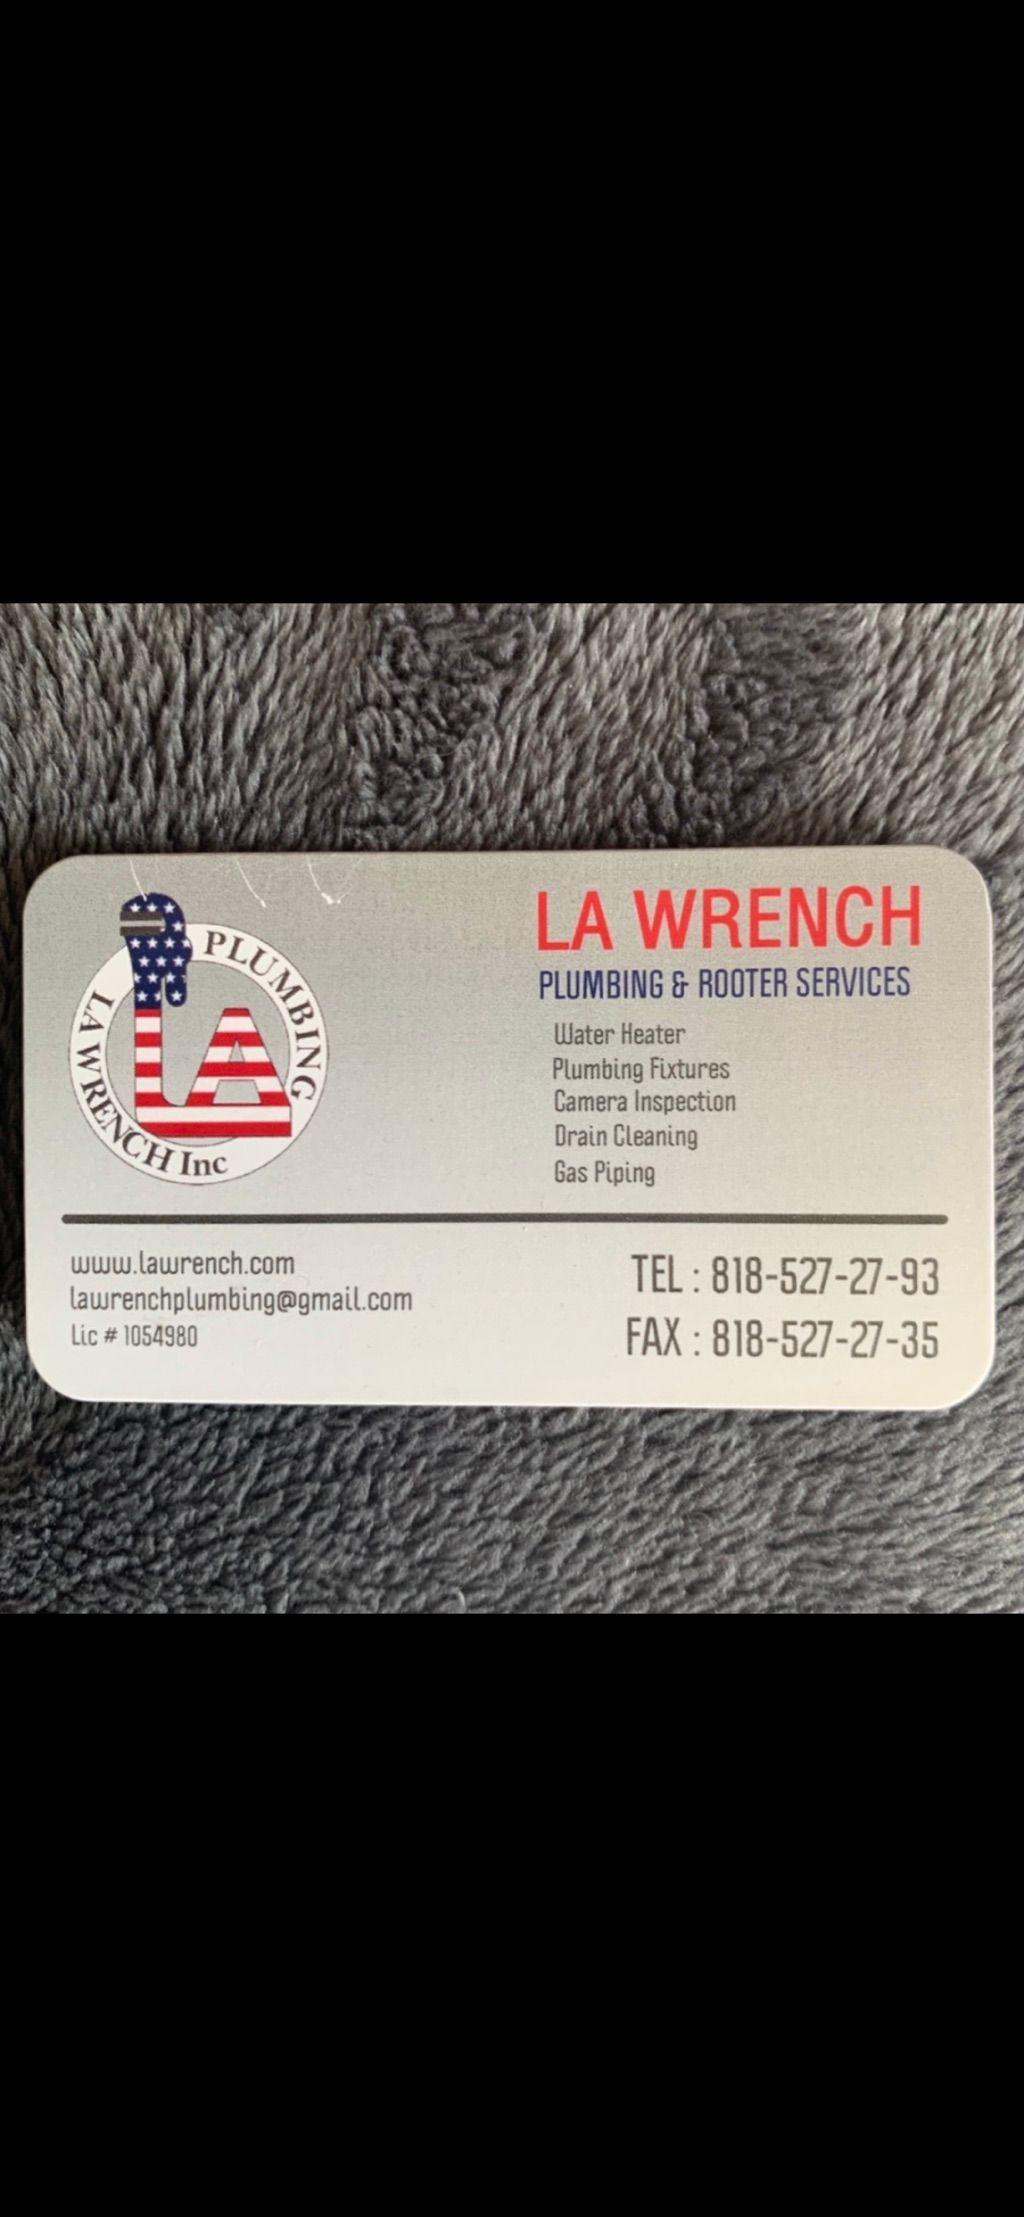 LA WRENCH Inc
PLUMBING
LA
LA WRENCH
PLUMBING & ROOTER SERVICES
Water Heater
Plumbing Fixtures
Camera Inspection
Drain Cleaning
Gas Piping
www.lawrench.com
lawrenchplumbing@gmail.com
Lic # 1054980
TEL : 818-527-27-93
FAX : 818-527-27-35